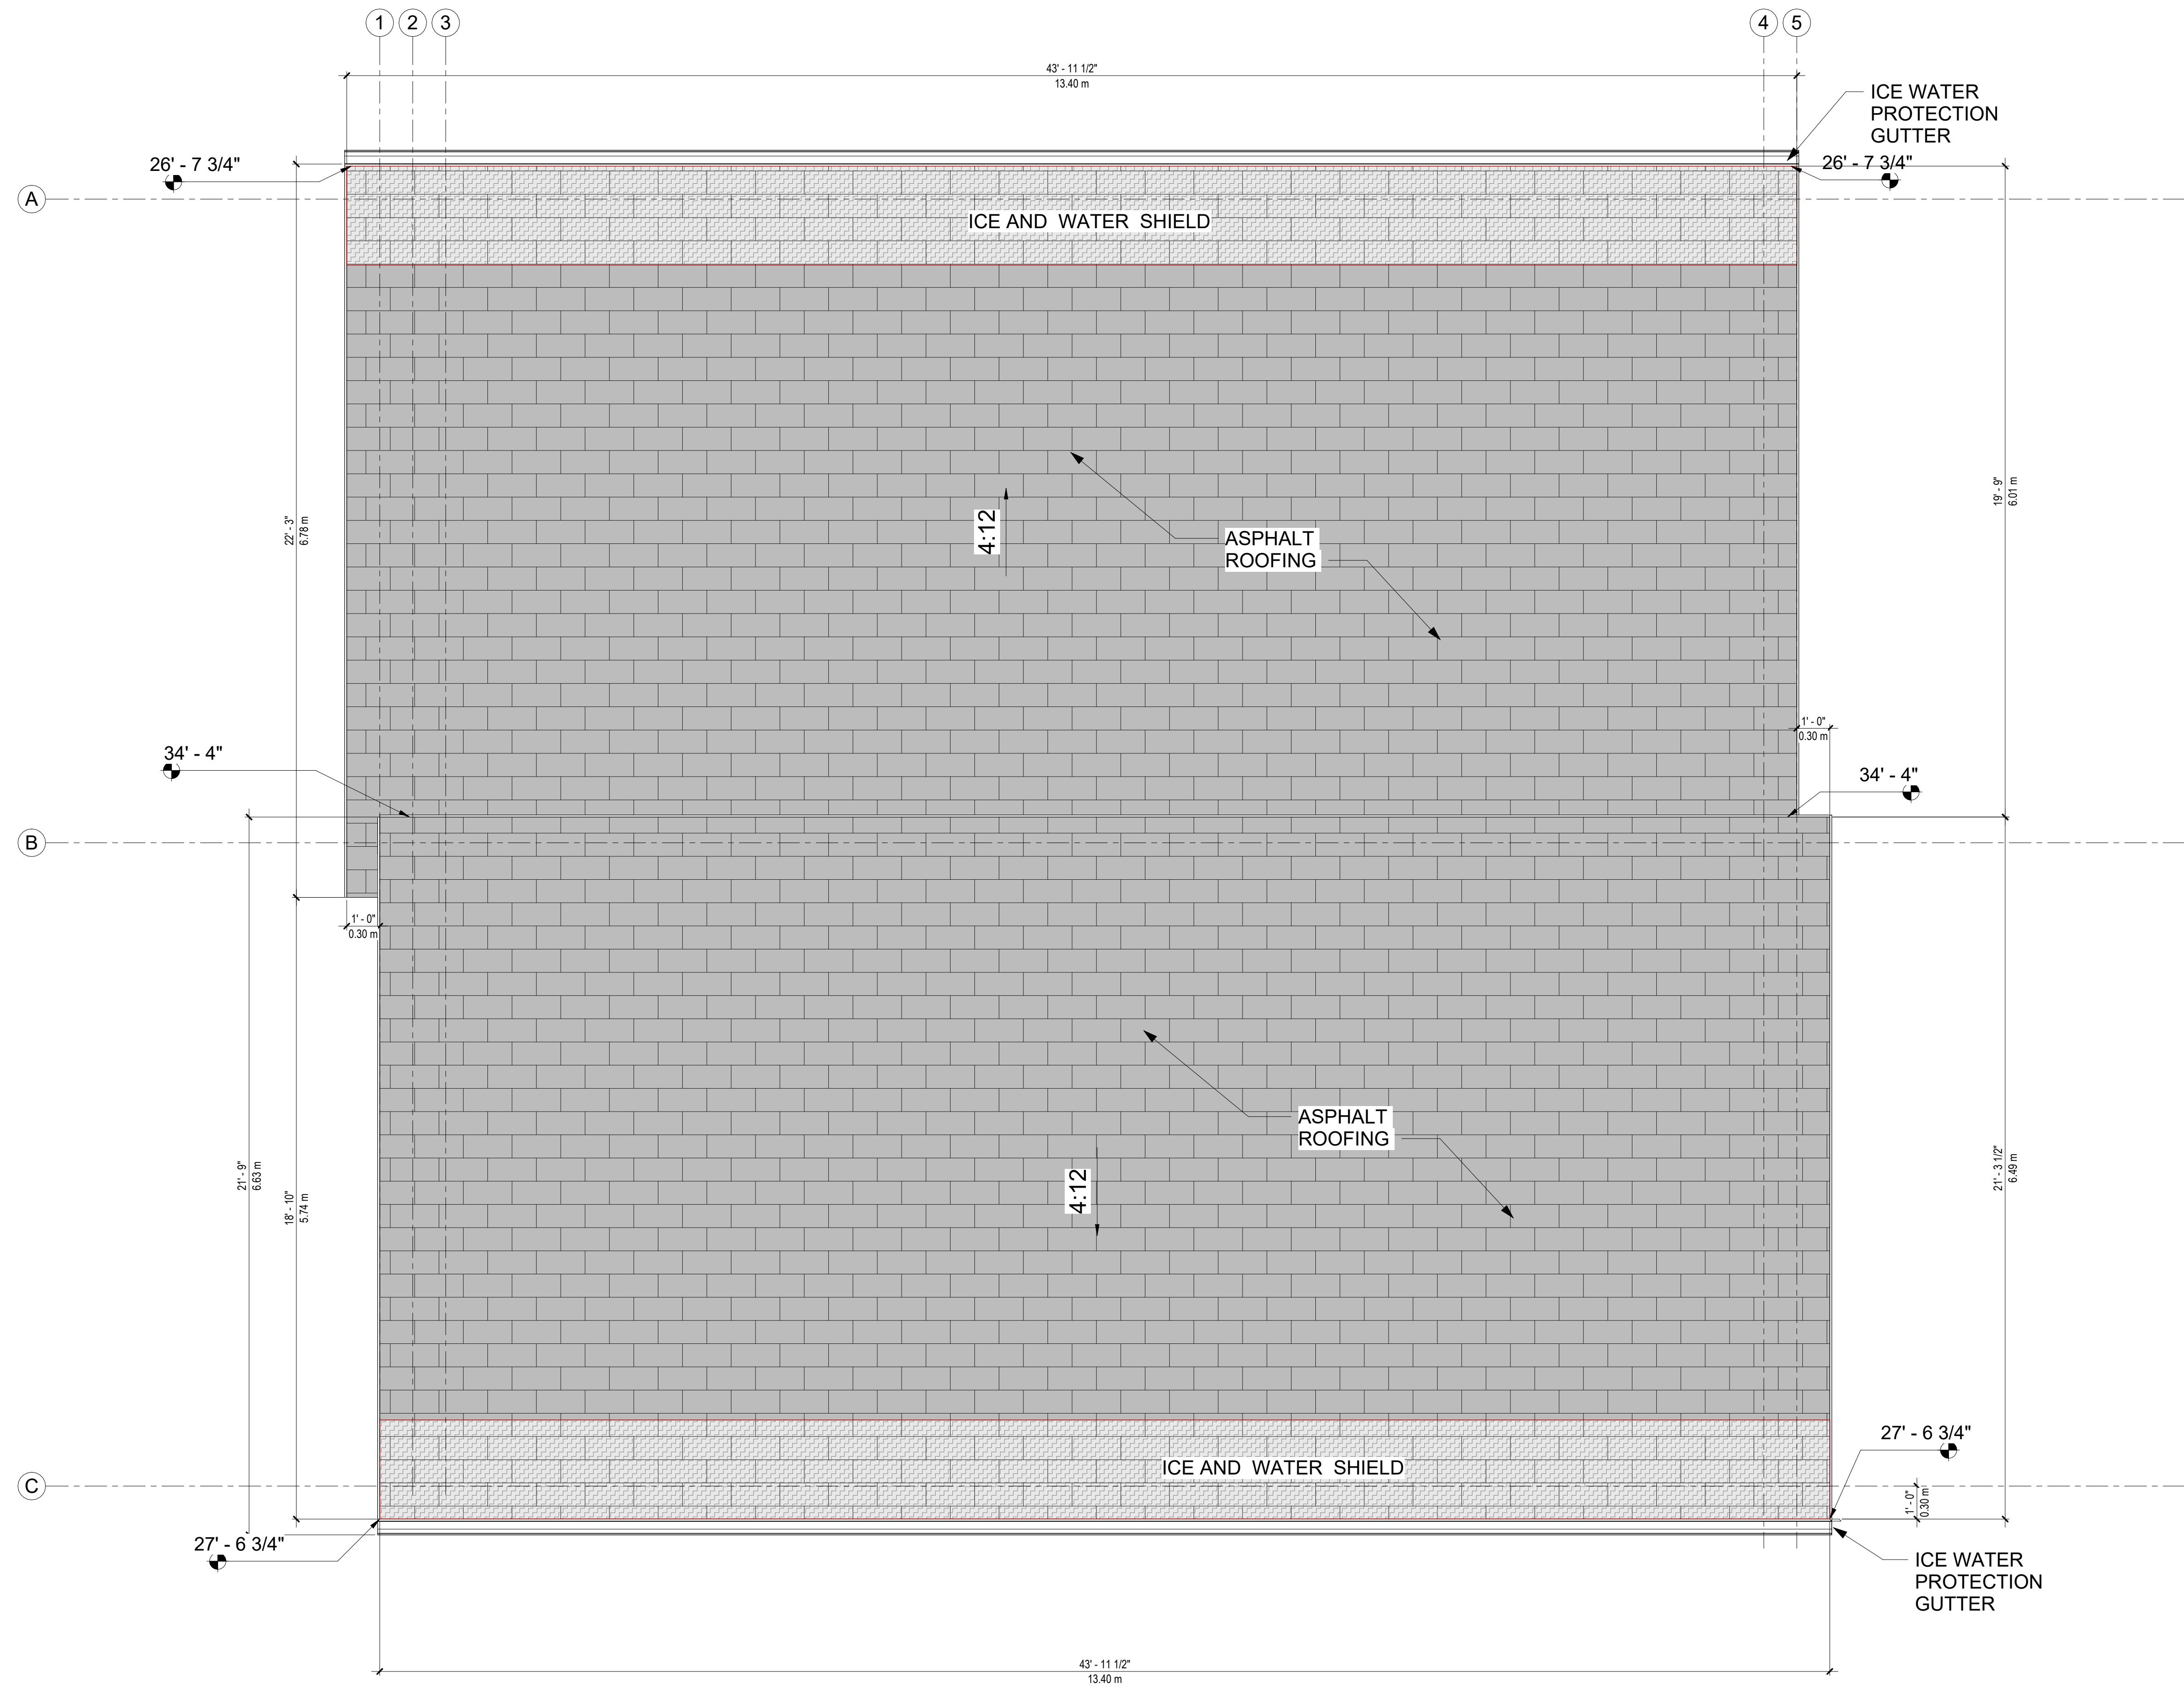 1 2 3 4 5
43' - 11 1/2"
13.40 m
ICE WATER
PROTECTION
GUTTER
26' - 7 3/4"
26' - 7 3/4"
A
ICE AND WATER SHIELD
22' - 3"
6.78 m
19' - 9"
6.01 m
4:12
ASPHALT
ROOFING
1' - 0"
0.30 m
34' - 4"
34' - 4"
B
1' - 0"
0.30 m
ASPHALT
ROOFING
4:12
21' - 9"
6.63 m
18' - 10"
5.74 m
21' - 3 1/2"
6.49 m
27' - 6 3/4"
ICE AND WATER SHIELD
C
1' - 0"
0.30 m
27' - 6 3/4"
ICE WATER
PROTECTION
GUTTER
43' - 11 1/2"
13.40 m